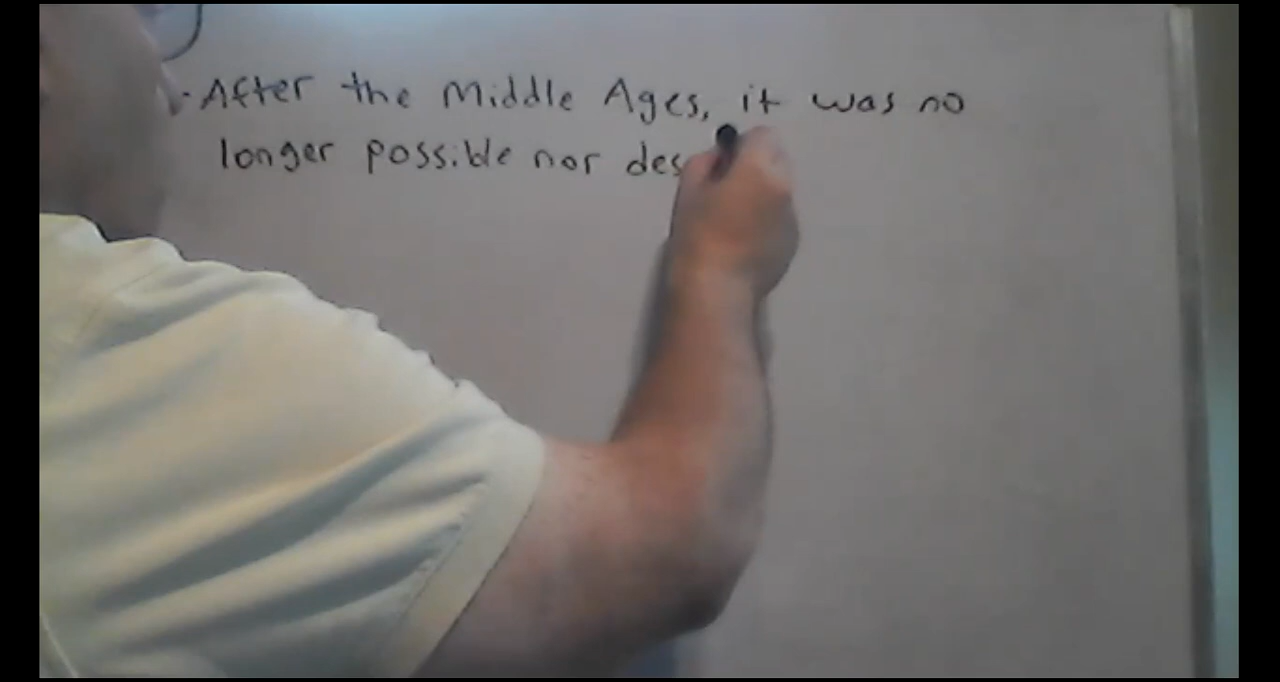 - After the Middle Ages, it was no
longer possible nor des